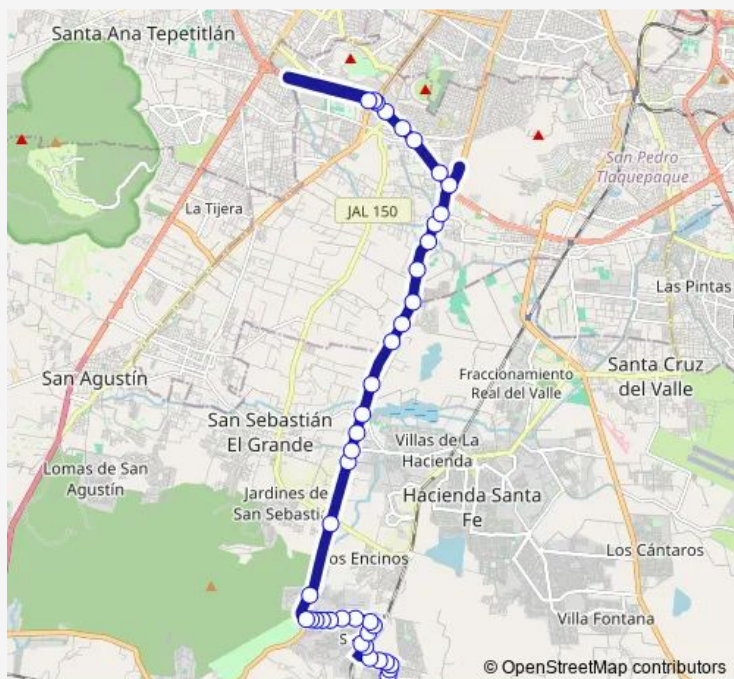 Santa Ana Tepetitlán
San Pedro
Tlaquepaque
La Tijera
JAL 150
Las Pintas
San Agustín
Fraccionamiento
Real del Valle
Santa Cruz
del Valle
San Sebastián
El Grande
Villas de La
Hacienda
Lomas de San
Agustín
Jardines de
San Sebastia
Hacienda Santa
Fe
os Encinos
Los Cántaros
Villa Fontana
S
© OpenStreetMap contributors